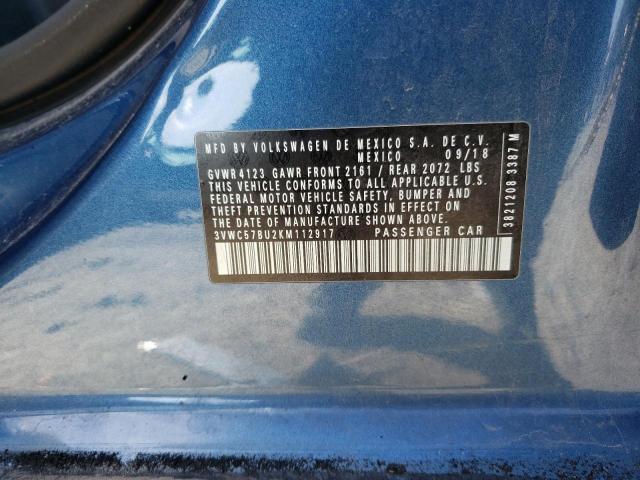 MFD BY VOLKSWAGEN DE MEXICO S.A. DE C.V.
MEXICO 09/18
GVWR 4123 GAWR FRONT 2161 / REAR 2072 LBS
THIS VEHICLE CONFORMS TO ALL APPLICABLE U.S.
FEDERAL MOTOR VEHICLE SAFETY, BUMPER AND
THEFT PREVENTION STANDARDS IN EFFECT ON
THE DATE OF MANUFACTURE SHOWN ABOVE.
3VWC57BU2KM112917 PASSENGER CAR
3821208 3387 M